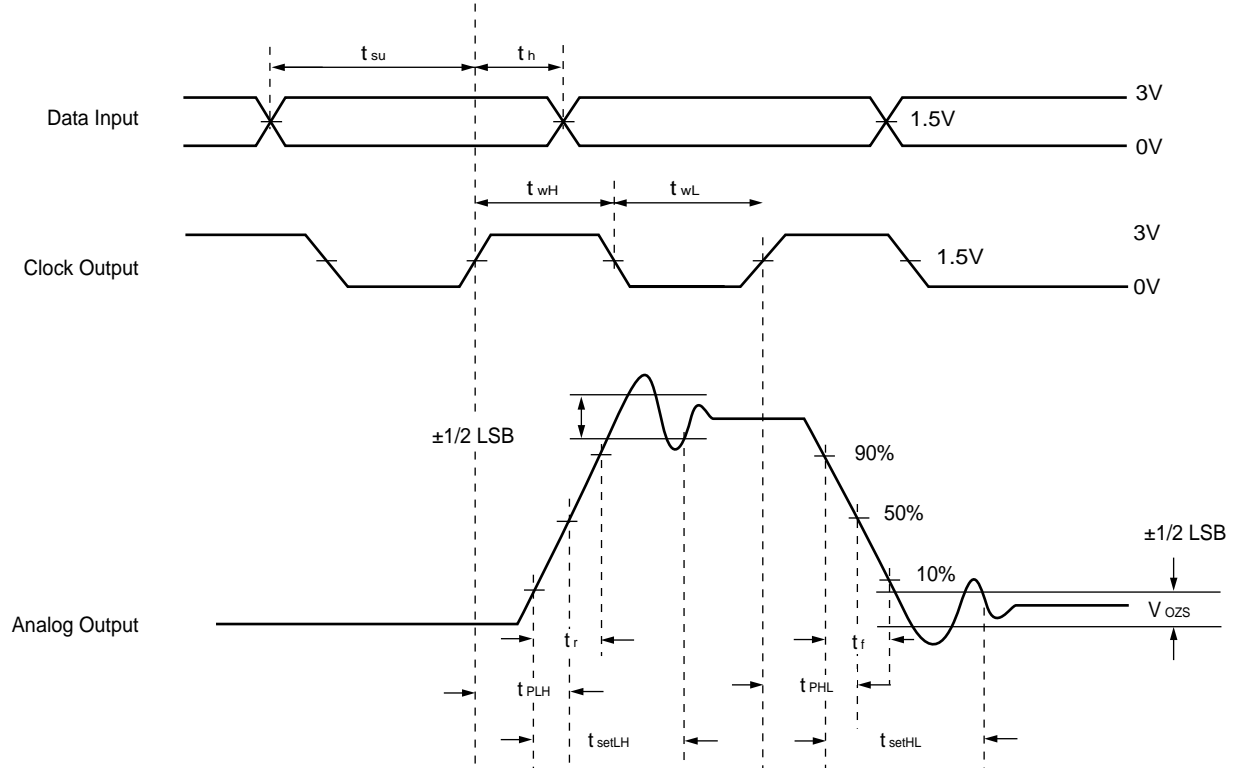 t su
t h
3V
Data Input
1.5V
0V
t wH
t wL
3V
Clock Output
1.5V
0V
±1/2 LSB
90%
50%
±1/2 LSB
10%
V OZS
Analog Output
t r
t f
t PLH
t PHL
t setLH
t setHL